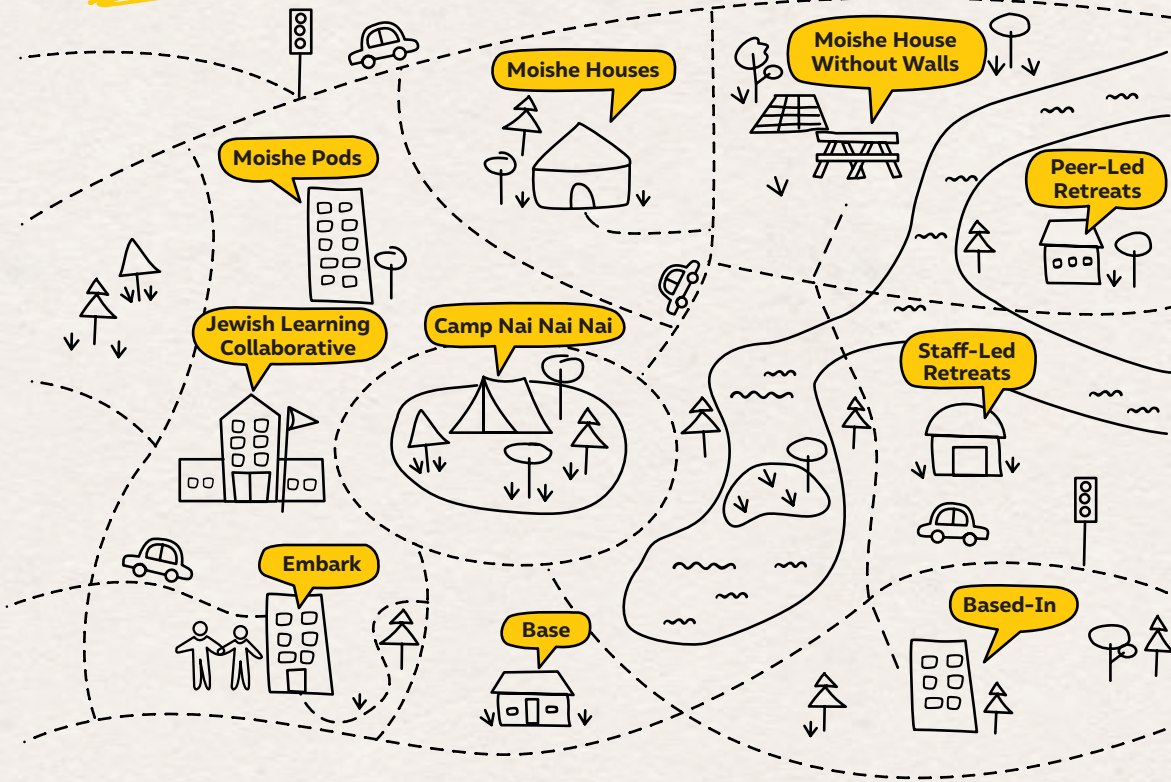 Moishe House
Without Walls
Moishe Houses
Moishe Pods
Peer-Led
Retreats
Jewish Learning
Collaborative
Camp Nai Nai Nai
Staff-Led
Retreats
Embark
Base
Based-In